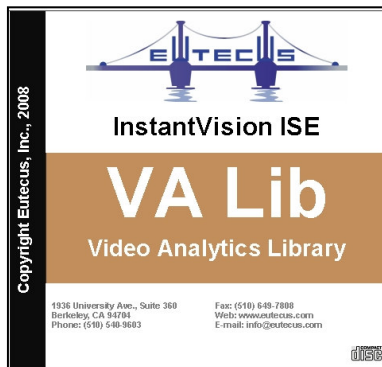 EUTECUS
InstantVision ISE
VA Lib
Video Analytics Library
Copyright Eutecus, Inc., 2008
1936 University Ave., Suite 360
Berkeley, CA 94704
Phone: (510) 540-9603
Fax: (510) 649-7808
Web: www.eutecus.com
E-mail: info@eutecus.com
COMPACT
disc